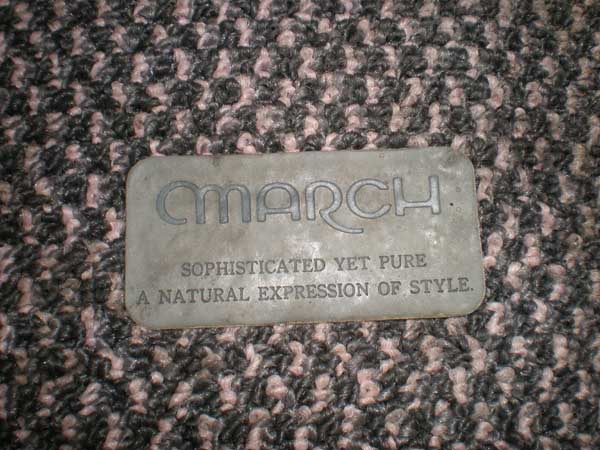 MARCH
SOPHISTICATED YET PURE
A NATURAL EXPRESSION OF STYLE.